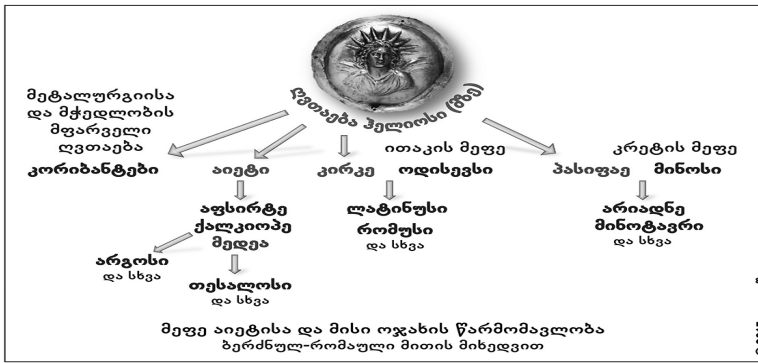 ღვთაება ჰელიოსი (მზე)
მეტალურგიისა
და მჭედლობის
მფარველი
ღვთაება
კორიბანტები
აიეტი
კირკე
ითაკის მეფე
ოდისევსი
კრეტის მეფე
პასიფაე მინოსი
აფსირტე
ქალკიოპე
მედეა
ლატინუსი
რომუსი
და სხვა
არიადნე
მინოტავრი
და სხვა
არგოსი
და სხვა
თესალოსი
და სხვა
მეფე აიეტისა და მისი ოჯახის წარმომავლობა
ბერძნულ-რომაული მითის მიხედვით